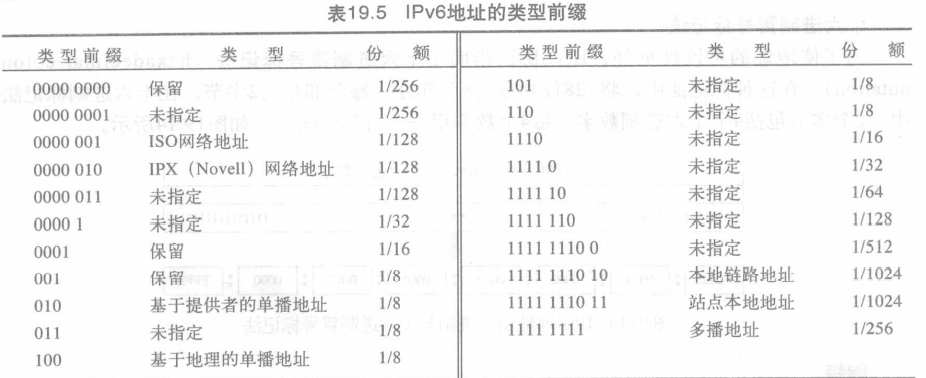 表19.5 IPv6地址的类型前缀
类型前缀 类 型 份 额 类型前缀 类 型 份 额
0000 0000 保留 1/256 101 未指定 1/8
0000 0001 未指定 1/256 110 未指定 1/8
0000 001 ISO网络地址 1/128 1110 未指定 1/16
0000 010 IPX（Novell）网络地址 1/128 1111 0 未指定 1/32
0000 011 未指定 1/128 1111 10 未指定 1/64
0000 1 未指定 1/32 1111 110 未指定 1/128
0001 保留 1/16 1111 1110 0 未指定 1/512
001 保留 1/8 1111 1110 10 本地链路地址 1/1024
010 基于提供者的单播地址 1/8 1111 1110 11 站点本地地址 1/1024
011 未指定 1/8 1111 1111 多播地址 1/256
100 基于地理的单播地址 1/8